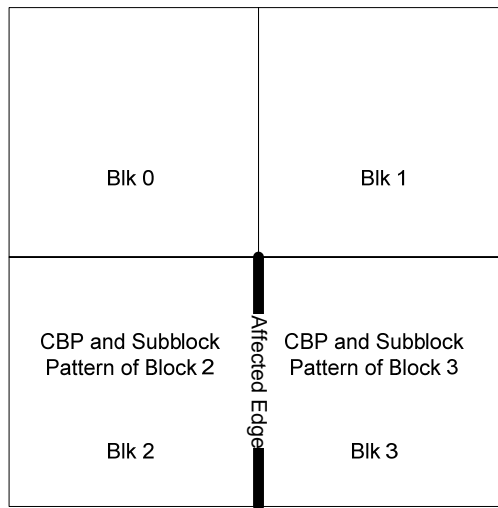 Blk 0
Blk 1
CBP and Subblock
Pattern of Block 2
Affected Edge
CBP and Subblock
Pattern of Block 3
Blk 2
Blk 3